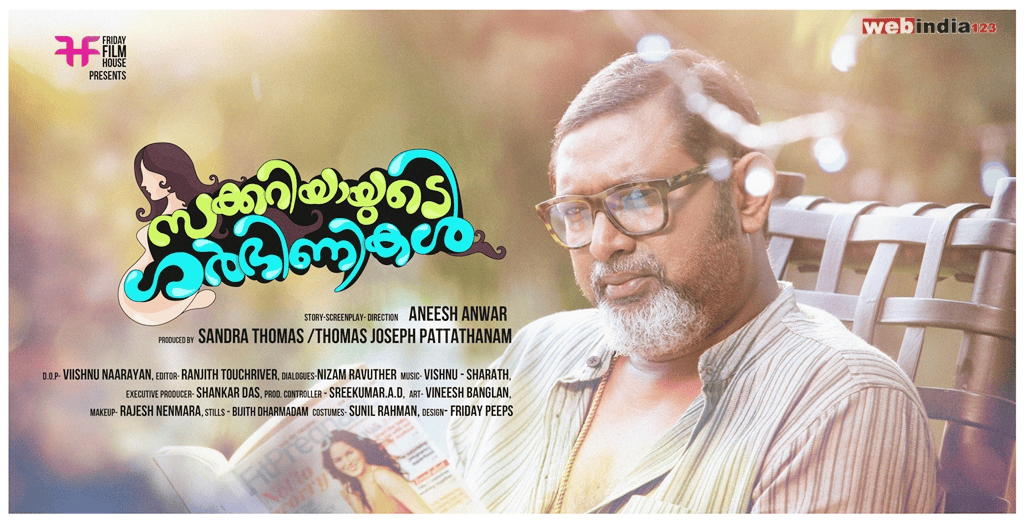 FRIDAY
FILM
HOUSE
PRESENTS
webindia123
സക്കറിയായുടെ
ഗർഭിണികൾ
STORY-SCREENPLAY- DIRECTION ANEESH ANWAR
PRODUCED BY SANDRA THOMAS /THOMAS JOSEPH PATTATHANAM
D.O.P- VIISHNU NAARAYAN, EDITOR- RANJITH TOUCHRIVER, DIALOGUES-NIZAM RAVUTHER MUSIC- VISHNU - SHARATH,
EXECUTIVE PRODUCER- SHANKAR DAS, PROD. CONTROLLER - SREEKUMAR.A.D, ART- VINEESH BANGLAN,
MAKEUP- RAJESH NENMARA, STILLS - BIJITH DHARMADAM COSTUMES- SUNIL RAHMAN, DESIGN- FRIDAY PEEPS
FitPregnancy